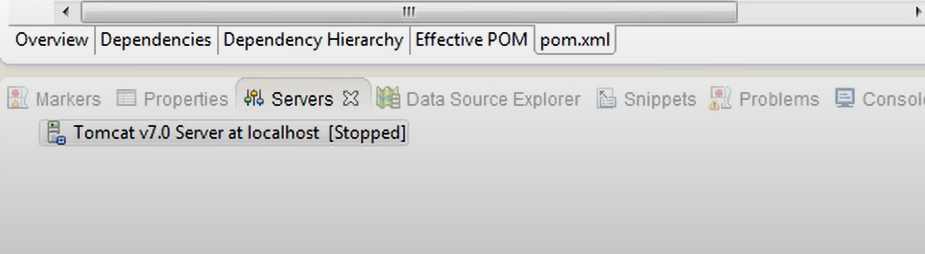 Overview Dependencies Dependency Hierarchy Effective POM pom.xml
Markers Properties Servers Data Source Explorer Snippets Problems Consol
Tomcat v7.0 Server at localhost [Stopped]